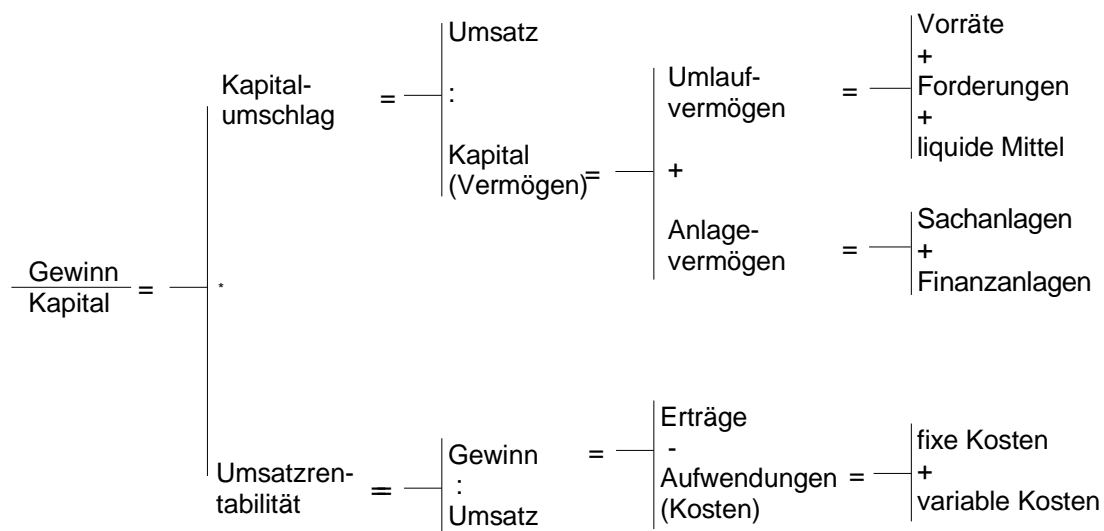 Gewinn
Kapital
=
*
Kapital-
umschlag
=
Umsatz
:
Kapital
(Vermögen)
=
Umlauf-
vermögen
=
Vorräte
+
Forderungen
+
liquide Mittel
+
Anlage-
vermögen
=
Sachanlagen
+
Finanzanlagen
Umsatzren-
tabilität
=
Gewinn
:
Umsatz
=
Erträge
-
Aufwendungen
(Kosten)
=
fixe Kosten
+
variable Kosten